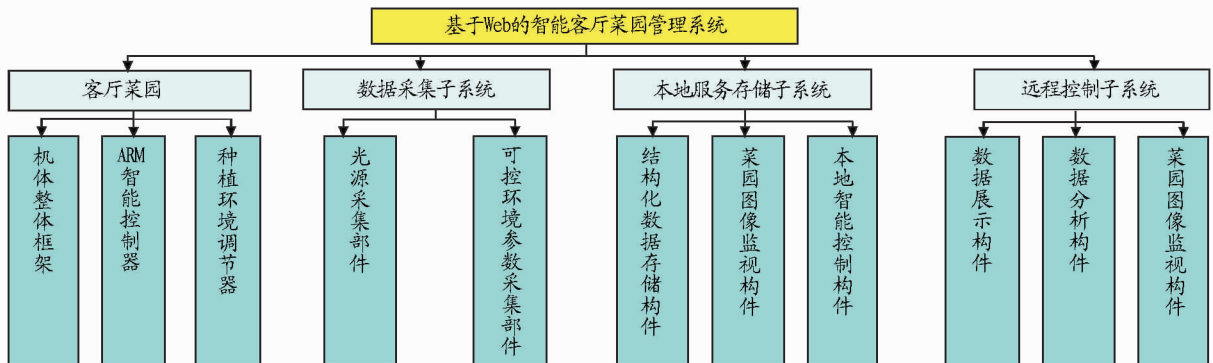 基于Web的智能客厅菜园管理系统
客厅菜园
数据采集子系统
本地服务存储子系统
远程控制子系统
机体整体框架
ARM智能控制器
种植环境调节器
光源采集部件
可控环境参数采集部件
结构化数据存储构件
菜园图像监视构件
本地智能控制构件
数据展示构件
数据分析构件
菜园图像监视构件